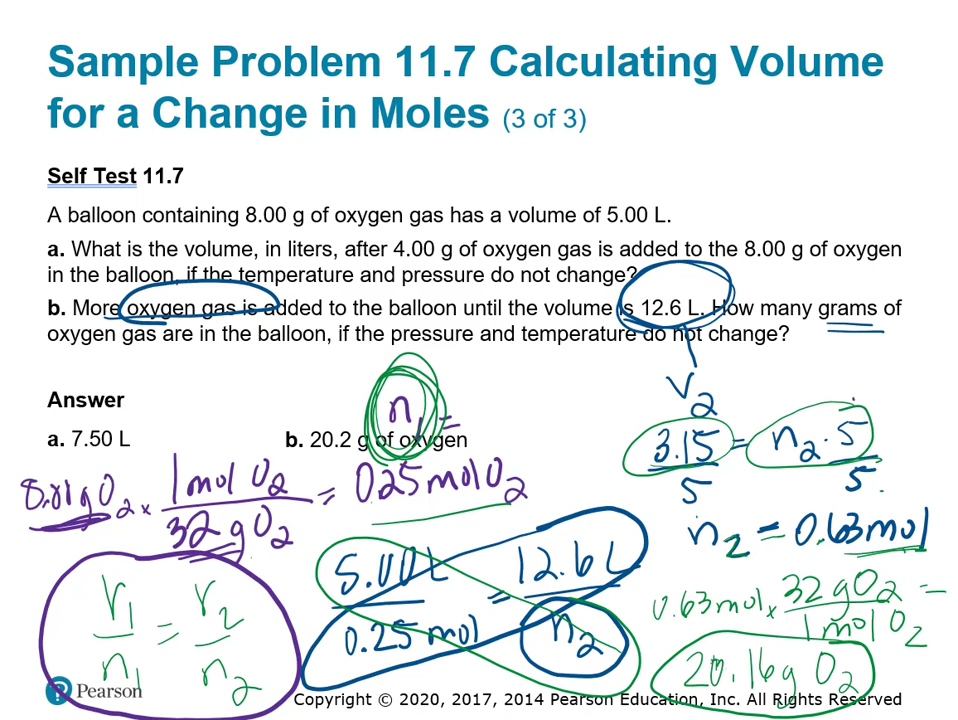 Sample Problem 11.7 Calculating Volume
for a Change in Moles (3 of 3)
Self Test 11.7
A balloon containing 8.00 g of oxygen gas has a volume of 5.00 L.
a. What is the volume, in liters, after 4.00 g of oxygen gas is added to the 8.00 g of oxygen
in the balloon, if the temperature and pressure do not change?
b. More oxygen gas is added to the balloon until the volume is 12.6 L. How many grams of
oxygen gas are in the balloon, if the pressure and temperature do not change?
V2
Answer
n1 =
a. 7.50 L b. 20.2 g of oxygen
3.15/5 = n2 · 5/5
g O2 × 1 mol O2/32 g O2 = 0.25 mol O2
n2 = 0.63 mol
5.00 L/0.25 mol = 12.6 L/n2
V1/n1 = V2/n2
0.63 mol × 32 g O2/1 mol O2 =
20.16 g O2
Pearson
Copyright © 2020, 2017, 2014 Pearson Education, Inc. All Rights Reserved